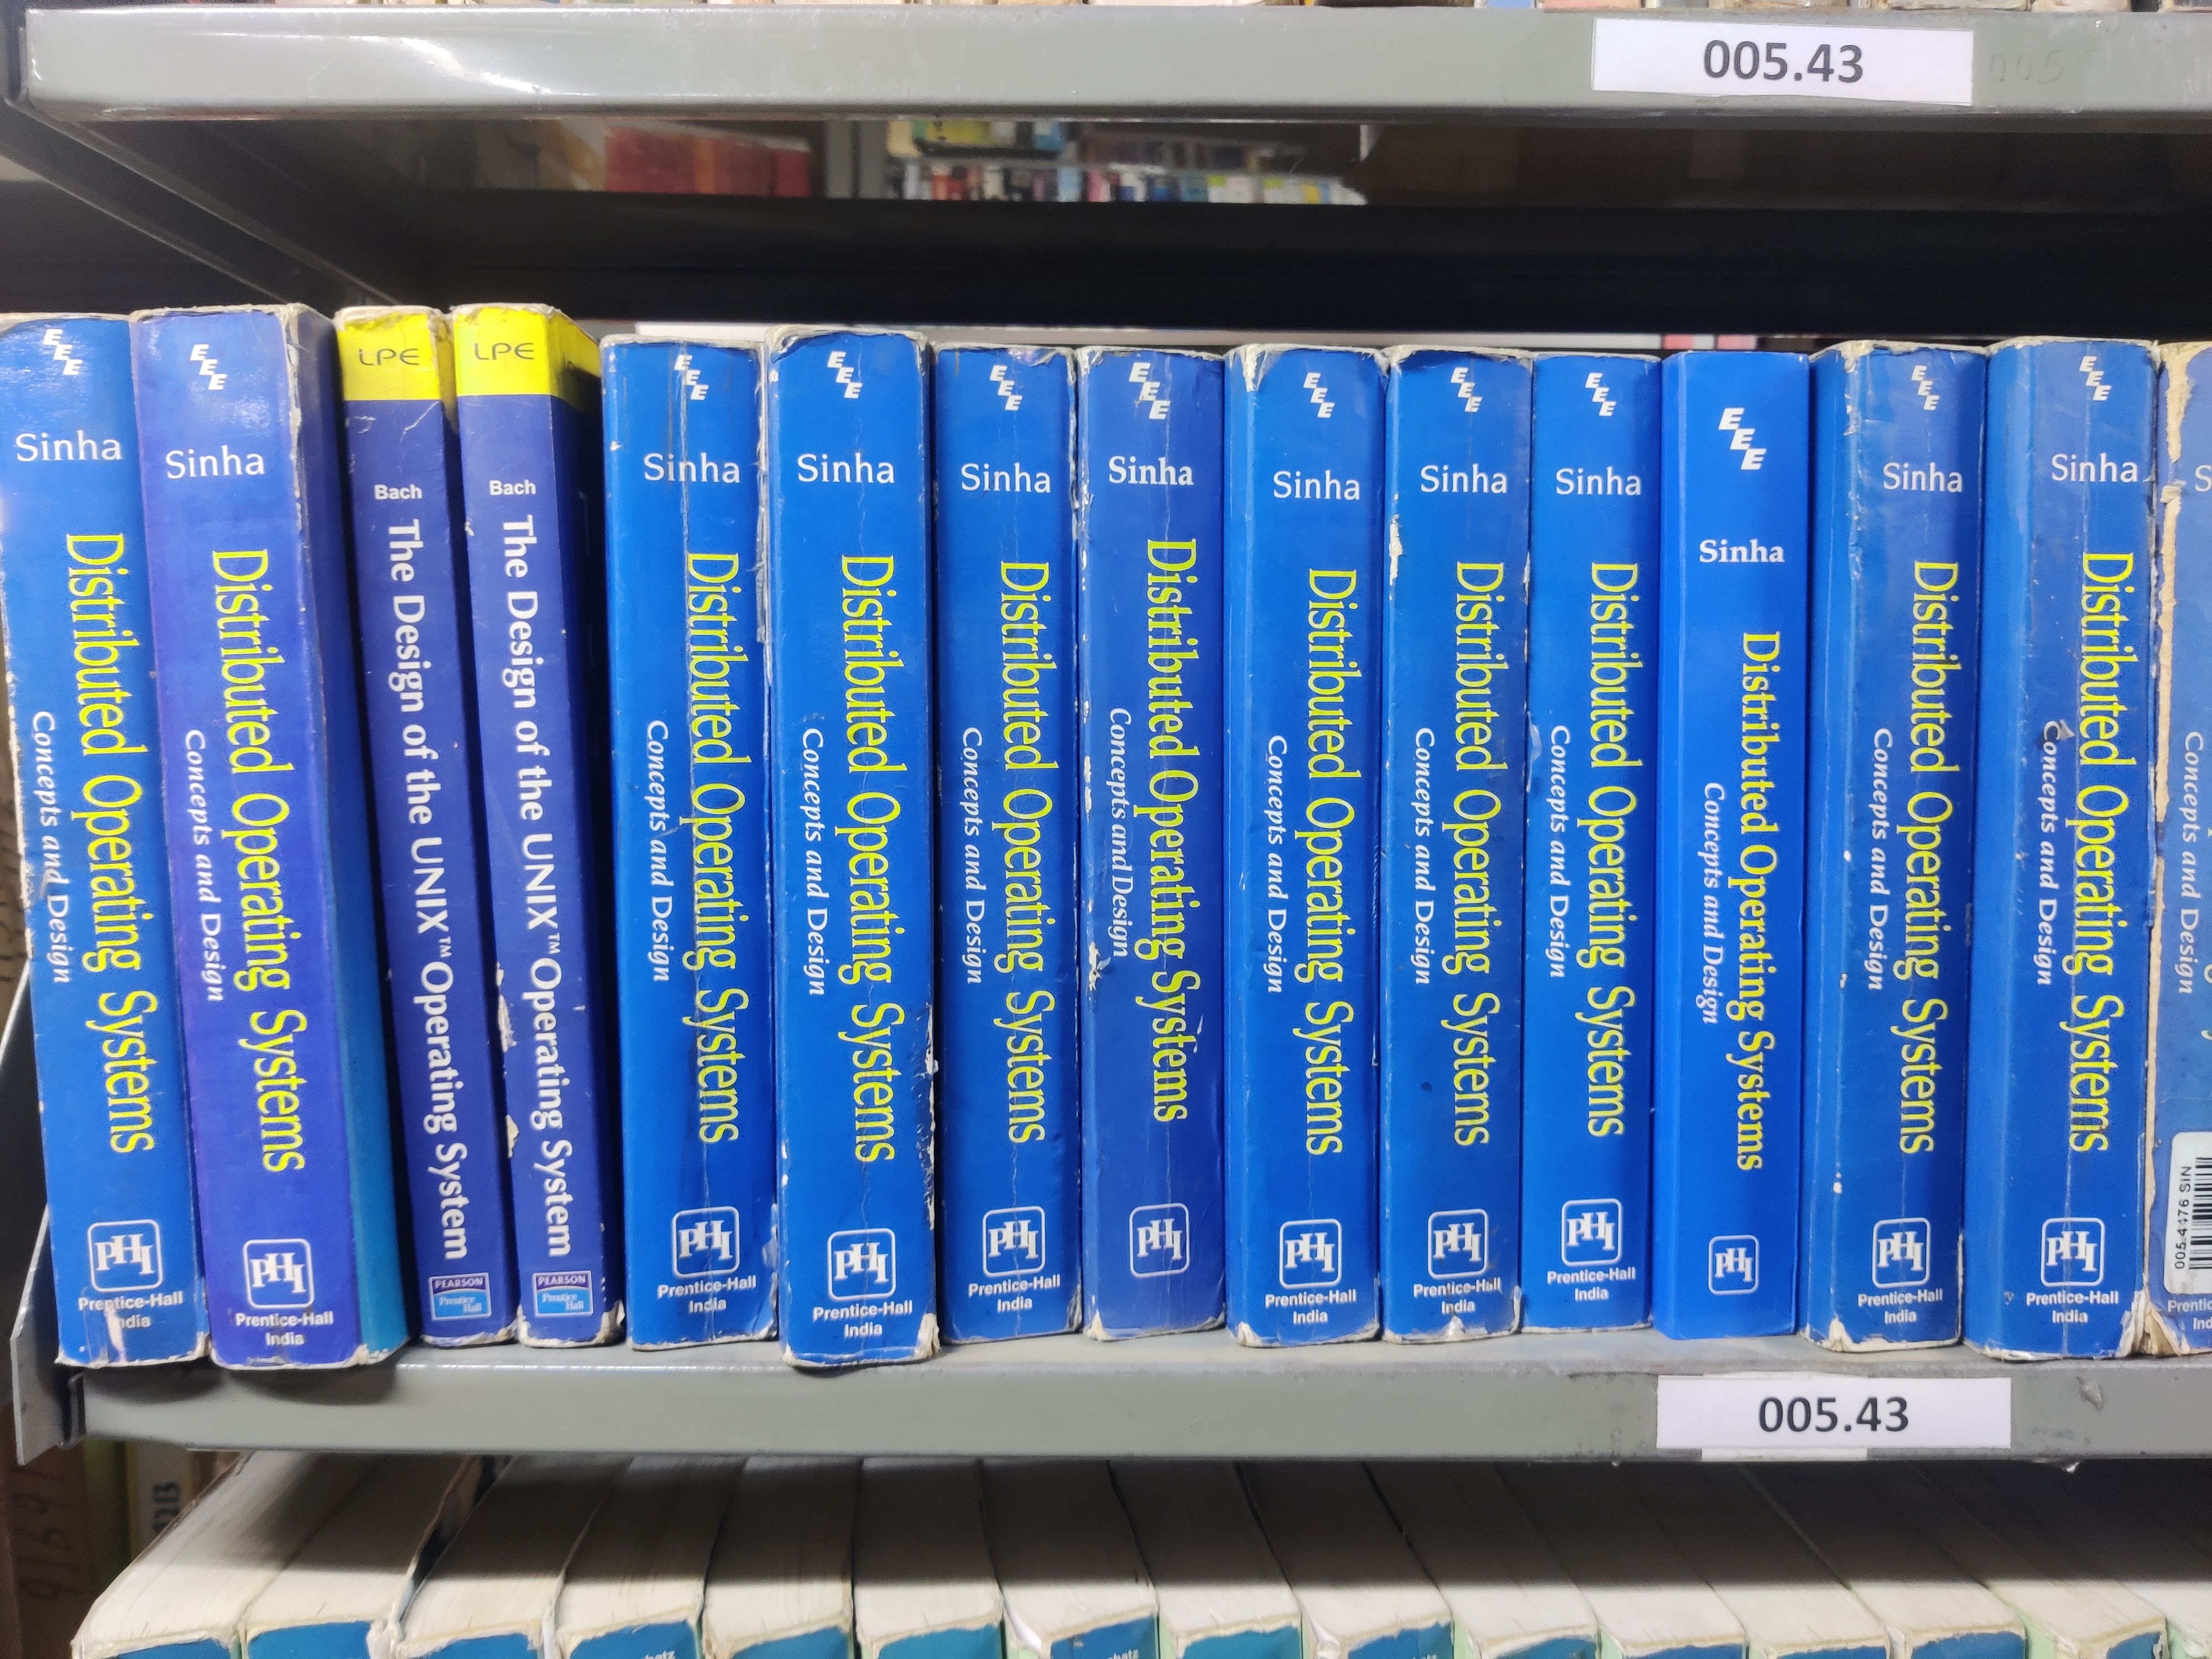 005.43
005
EEE
Sinha
Distributed Operating Systems
Concepts and Design
PHI
Prentice-Hall
India
EEE
Sinha
Distributed Operating Systems
Concepts and Design
PHI
Prentice-Hall
India
LPE
Bach
The Design of the UNIX™ Operating System
PEARSON
Prentice
Hall
LPE
Bach
The Design of the UNIX™ Operating System
PEARSON
Prentice
Hall
EEE
Sinha
Distributed Operating Systems
Concepts and Design
PHI
Prentice-Hall
India
EEE
Sinha
Distributed Operating Systems
Concepts and Design
PHI
Prentice-Hall
India
EEE
Sinha
Distributed Operating Systems
Concepts and Design
PHI
Prentice-Hall
India
EEE
Sinha
Distributed Operating Systems
Concepts and Design
PHI
EEE
Sinha
Distributed Operating Systems
Concepts and Design
PHI
Prentice-Hall
India
EEE
Sinha
Distributed Operating Systems
Concepts and Design
PHI
Prentice-Hall
India
EEE
Sinha
Distributed Operating Systems
Concepts and Design
PHI
Prentice-Hall
India
EEE
Sinha
Distributed Operating Systems
Concepts and Design
PHI
EEE
Sinha
Distributed Operating Systems
Concepts and Design
PHI
Prentice-Hall
India
EEE
Sinha
Distributed Operating Systems
Concepts and Design
PHI
Prentice-Hall
India
Concepts and Design
005.4476 SIN
005.43